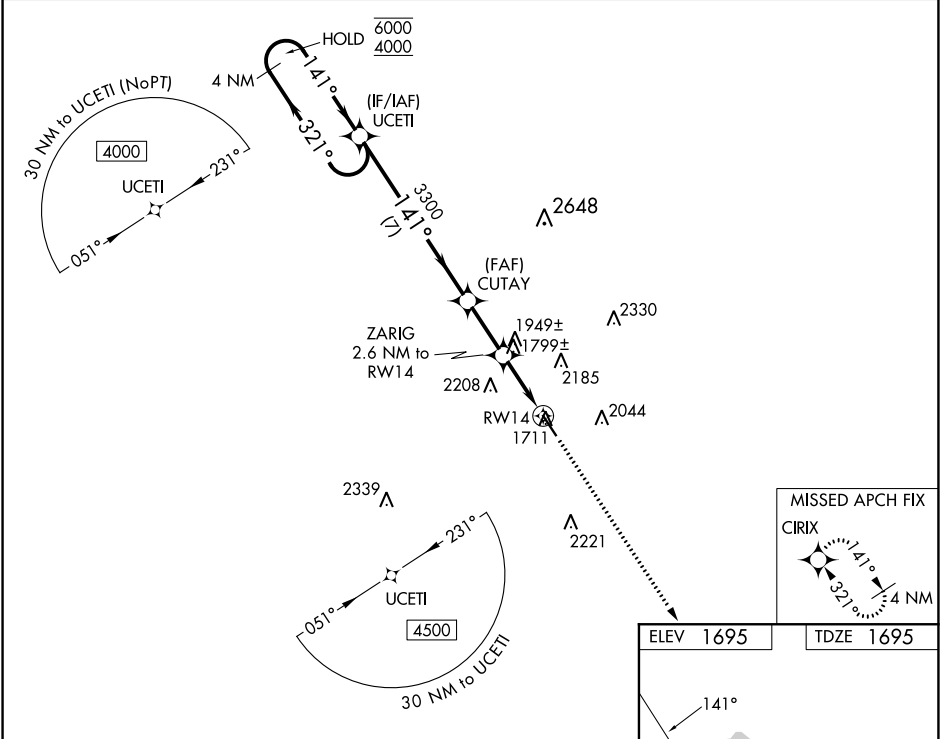 HOLD 6000
4000
4 NM
141°
321°
(IF/IAF)
UCETI
30 NM to UCETI (NoPT)
4000
UCETI
231°
051°
3300
141°
(7)
2648
(FAF)
CUTAY
2330
ZARIG
2.6 NM to
RW14
1949±
1799±
2185
2208
RW14
1711
2044
2339
2221
231°
051°
UCETI
4500
30 NM to UCETI
MISSED APCH FIX
CIRIX
141°
321°
4 NM
ELEV 1695
TDZE 1695
141°